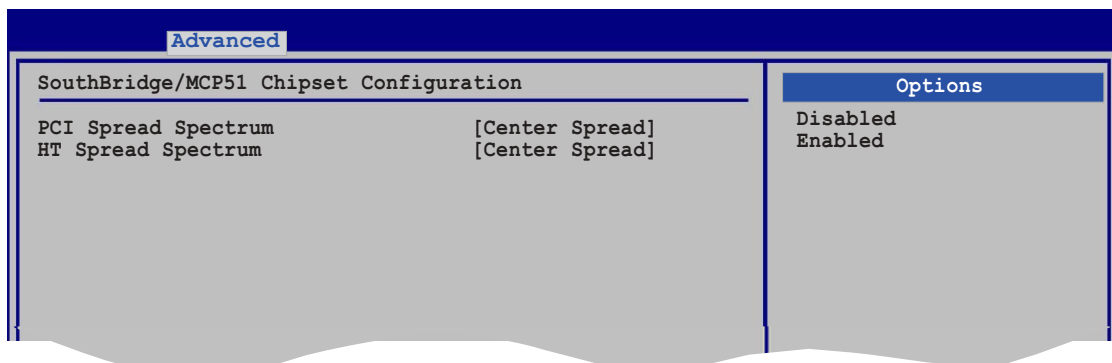 Advanced
SouthBridge/MCP51 Chipset Configuration
PCI Spread Spectrum [Center Spread]
HT Spread Spectrum [Center Spread]
Options
Disabled
Enabled